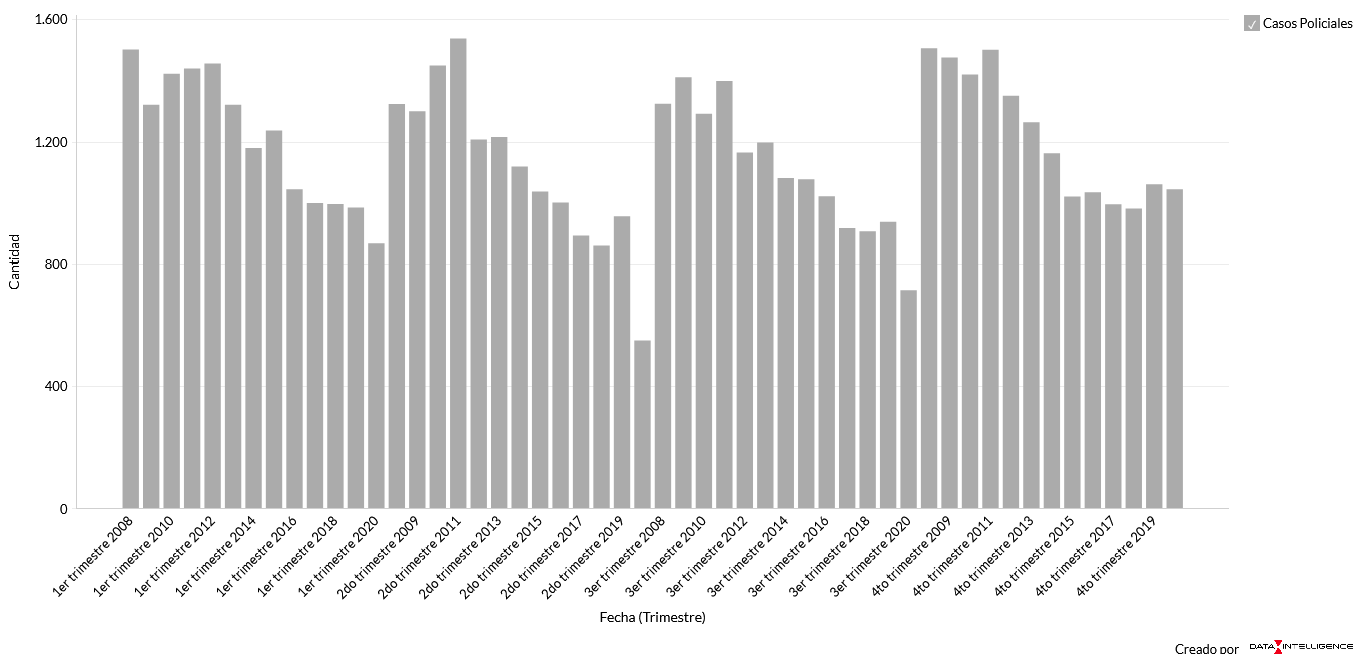 1.600
1.200
800
400
0
Cantidad
Casos Policiales
1er trimestre 2008
1er trimestre 2010
1er trimestre 2012
1er trimestre 2014
1er trimestre 2016
1er trimestre 2018
1er trimestre 2020
2do trimestre 2009
2do trimestre 2011
2do trimestre 2013
2do trimestre 2015
2do trimestre 2017
2do trimestre 2019
3er trimestre 2008
3er trimestre 2010
3er trimestre 2012
3er trimestre 2014
3er trimestre 2016
3er trimestre 2018
3er trimestre 2020
4to trimestre 2009
4to trimestre 2011
4to trimestre 2013
4to trimestre 2015
4to trimestre 2017
4to trimestre 2019
Fecha (Trimestre)
Creado por DATA INTELLIGENCE